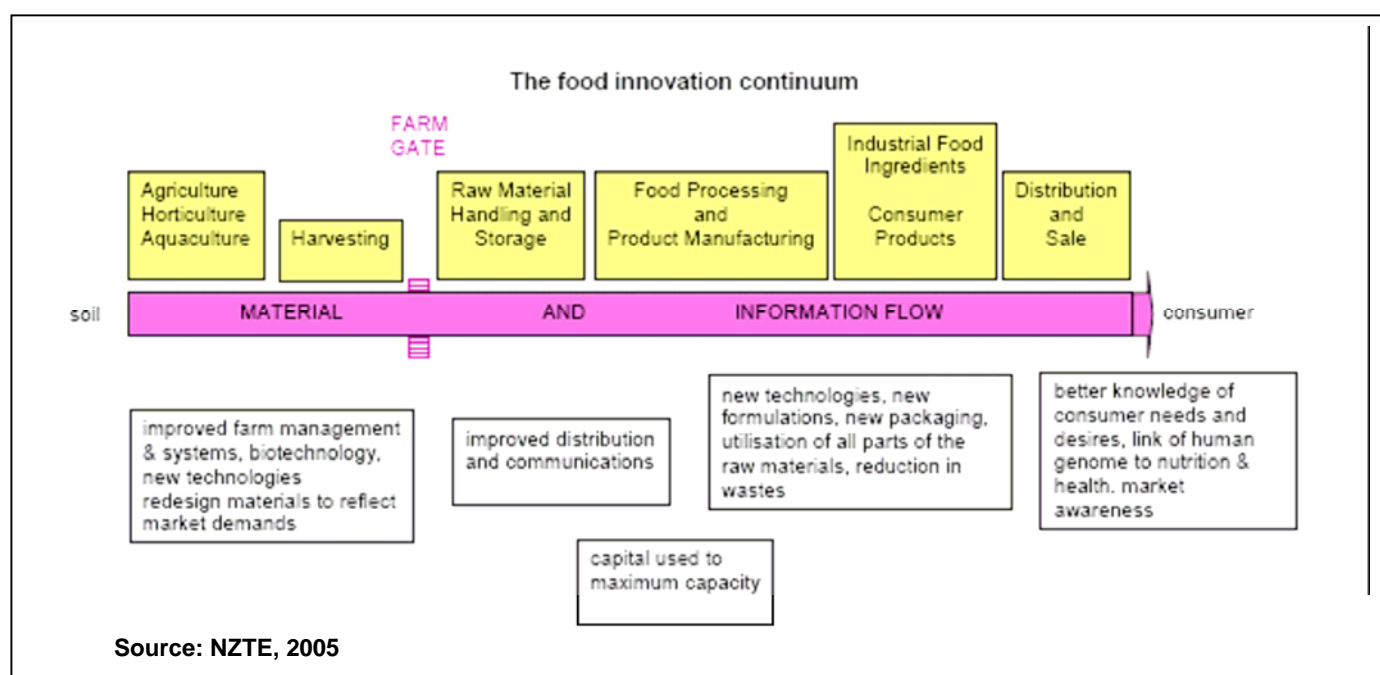 The food innovation continuum
FARM
GATE
Agriculture
Horticulture
Aquaculture
Harvesting
Raw Material
Handling and
Storage
Food Processing
and
Product Manufacturing
Industrial Food
Ingredients
Consumer
Products
Distribution
and
Sale
soil
MATERIAL AND INFORMATION FLOW
consumer
improved farm management
& systems, biotechnology,
new technologies
redesign materials to reflect
market demands
improved distribution
and communications
new technologies, new
formulations, new packaging,
utilisation of all parts of the
raw materials, reduction in
wastes
better knowledge of
consumer needs and
desires, link of human
genome to nutrition &
health. market
awareness
capital used to
maximum capacity
Source: NZTE, 2005